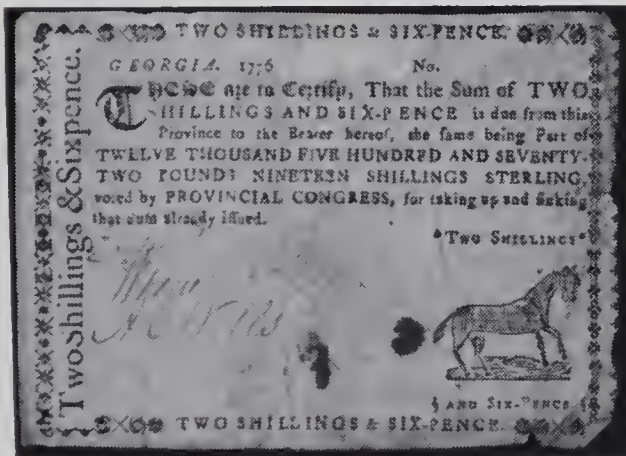 TWO SHILLINGS & SIX-PENCE.
TwoShillings &Sixpence.
GEORGIA. 1776 No.
THESE are to Certify, That the Sum of TWO
SHILLINGS AND SIX-PENCE is due from this
Province to the Bearer hereof, the same being Part of
TWELVE THOUSAND FIVE HUNDRED AND SEVENTY-
TWO POUNDS NINETEEN SHILLINGS STERLING,
voted by PROVINCIAL CONGRESS, for taking up and sinking
that sum already issued.
TWO SHILLINGS
AND SIX-PENCE
TWO SHILLINGS & SIX-PENCE.